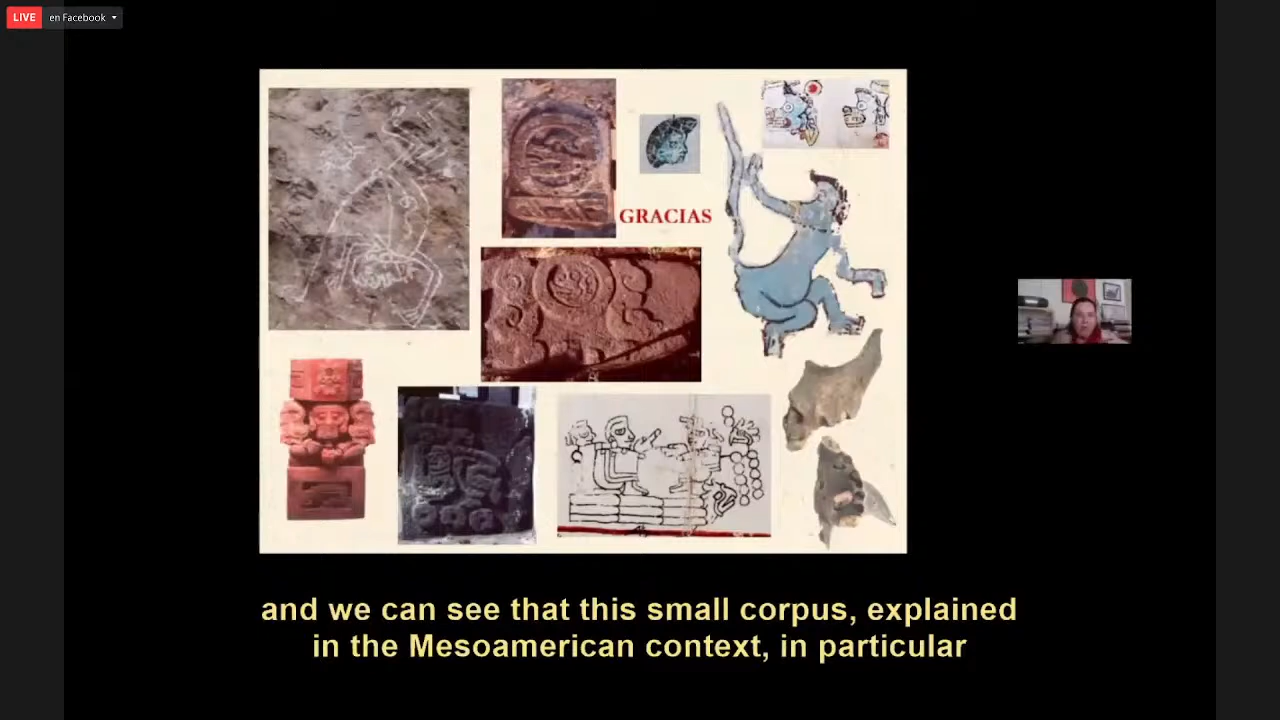 LIVE en Facebook
GRACIAS
and we can see that this small corpus, explained
in the Mesoamerican context, in particular